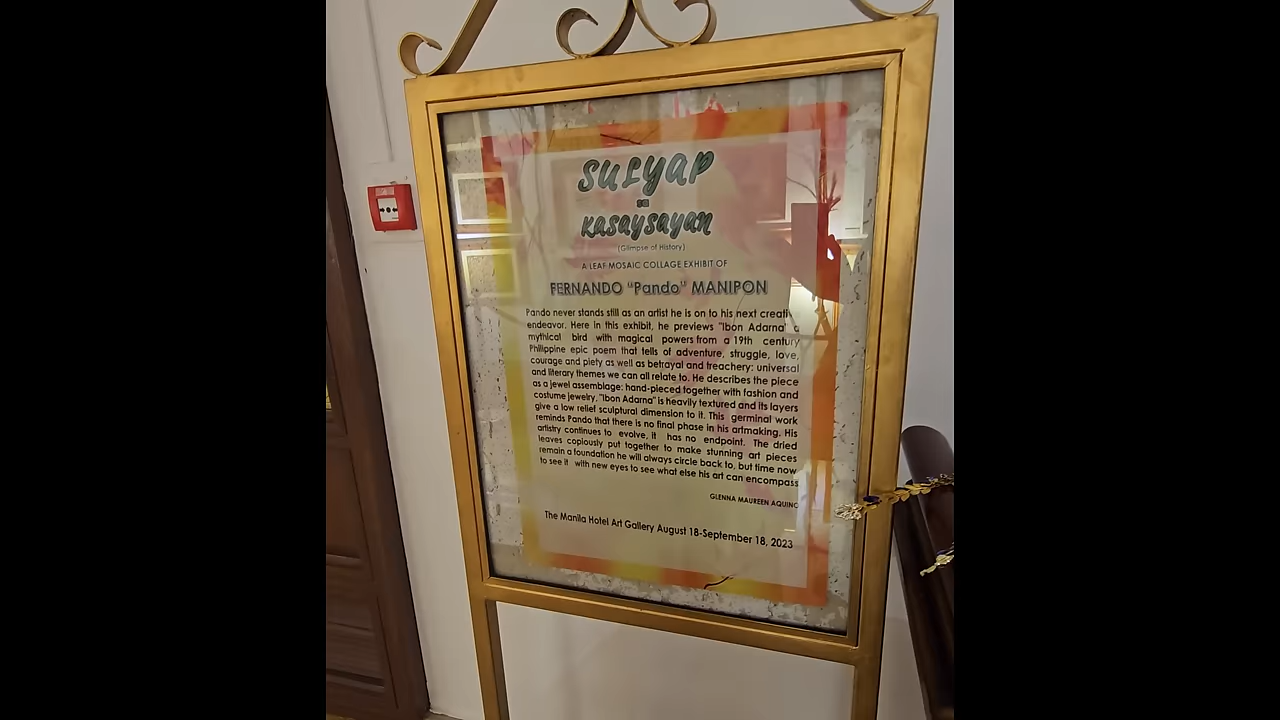 SULYAP
sa
Kasaysayan
(Glimpse of History)
A LEAF MOSAIC COLLAGE EXHIBIT OF
FERNANDO "Pando" MANIPON
Pando never stands still as an artist he is on to his next creative
endeavor. Here in this exhibit, he previews "Ibon Adarna" a
mythical bird with magical powers from a 19th century
Philippine epic poem that tells of adventure, struggle, love,
courage and piety as well as betrayal and treachery: universal
and literary themes we can all relate to. He describes the piece
as a jewel assemblage: hand-pieced together with fashion and
costume jewelry. "Ibon Adarna" is heavily textured and its layers
give a low relief sculptural dimension to it. This germinal work
reminds Pando that there is no final phase in his artmaking. His
artistry continues to evolve, it has no endpoint. The dried
leaves copiously put together to make stunning art pieces
remain a foundation he will always circle back to, but time now
to see it with new eyes to see what else his art can encompass
GLENNA MAUREEN AQUINO
The Manila Hotel Art Gallery August 18-September 18, 2023